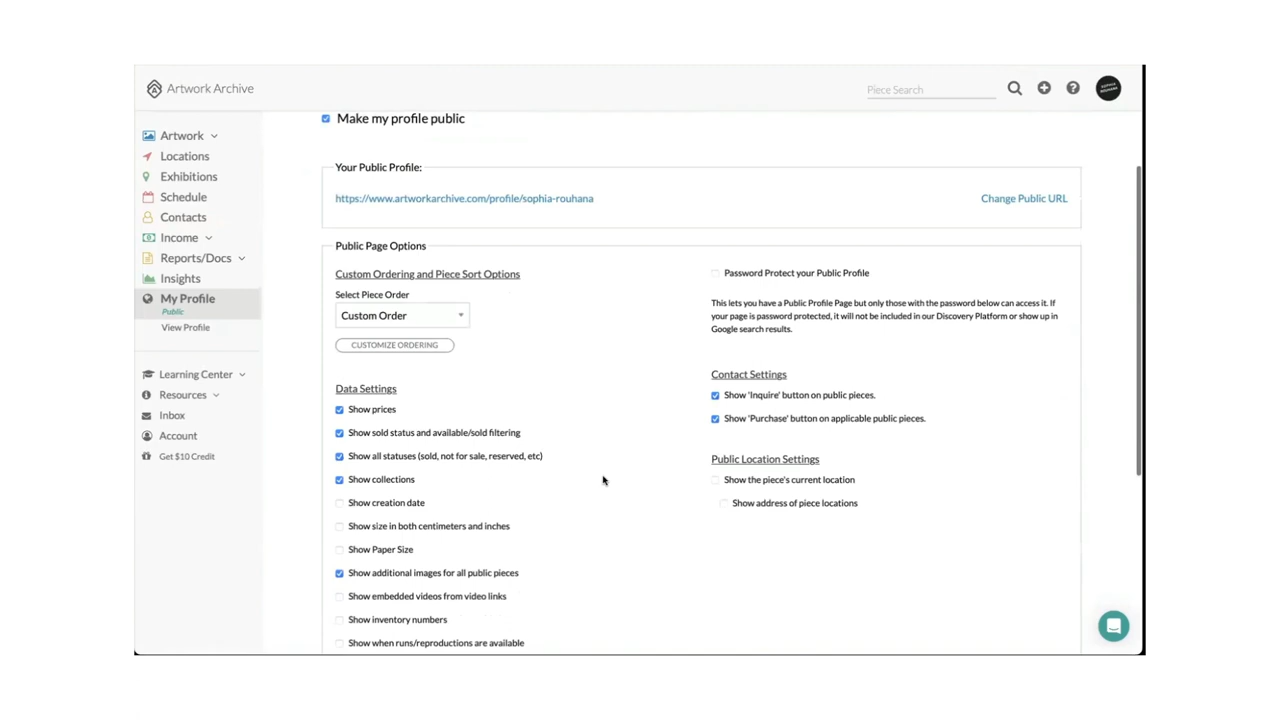 Artwork Archive
Piece Search
Artwork
Locations
Exhibitions
Schedule
Contacts
Income
Reports/Docs
Insights
My Profile
Public
View Profile
Learning Center
Resources
Inbox
Account
Get $10 Credit
Make my profile public
Your Public Profile:
https://www.artworkarchive.com/profile/sophia-rouhana
Change Public URL
Public Page Options
Custom Ordering and Piece Sort Options
Select Piece Order
Custom Order
CUSTOMIZE ORDERING
Data Settings
Show prices
Show sold status and available/sold filtering
Show all statuses (sold, not for sale, reserved, etc)
Show collections
Show creation date
Show size in both centimeters and inches
Show Paper Size
Show additional images for all public pieces
Show embedded videos from video links
Show inventory numbers
Show when runs/reproductions are available
Password Protect your Public Profile
This lets you have a Public Profile Page but only those with the password below can access it. If
your page is password protected, it will not be included in our Discovery Platform or show up in
Google search results.
Contact Settings
Show 'Inquire' button on public pieces.
Show 'Purchase' button on applicable public pieces.
Public Location Settings
Show the piece's current location
Show address of piece locations